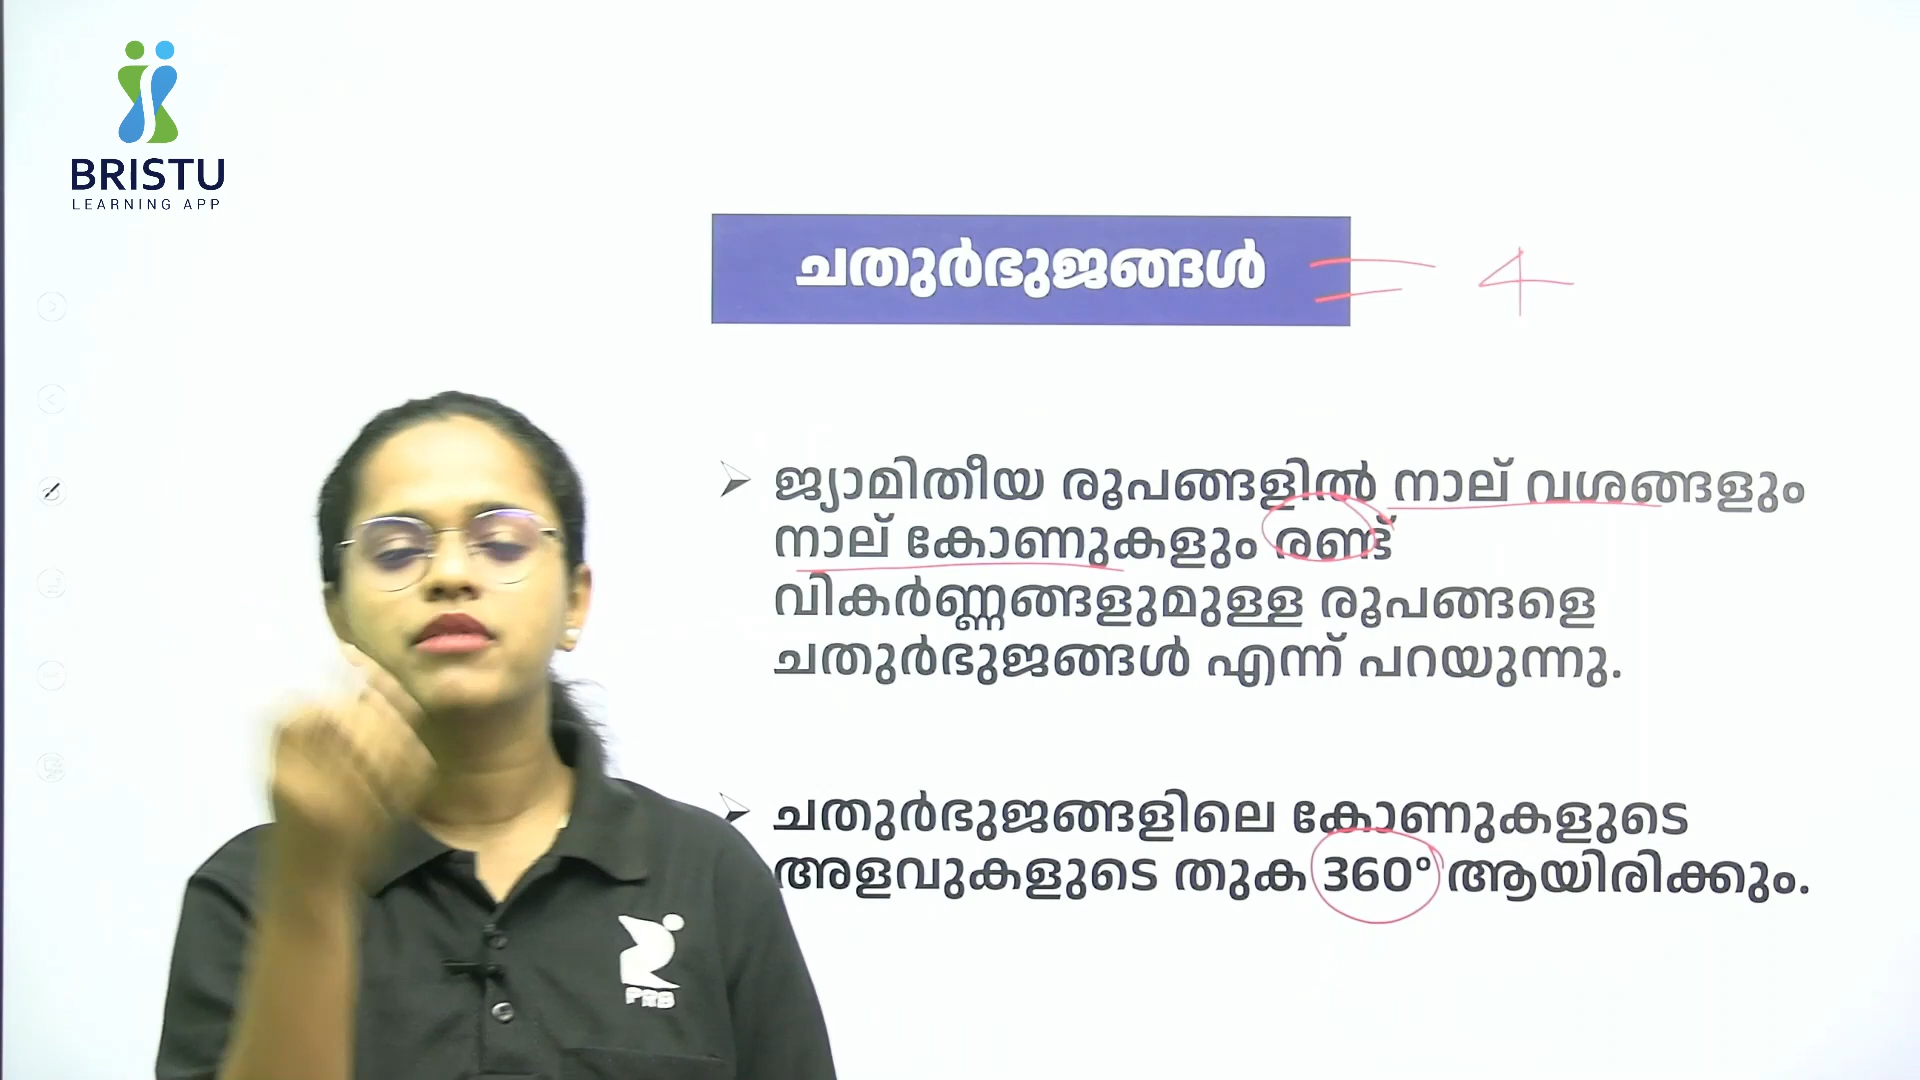 BRISTU
LEARNING APP
ചതുർഭുജങ്ങൾ = 4
ജ്യാമിതീയ രൂപങ്ങളിൽ നാല് വശങ്ങളും
നാല് കോണുകളും രണ്ട്
വികർണ്ണങ്ങളുമുള്ള രൂപങ്ങളെ
ചതുർഭുജങ്ങൾ എന്ന് പറയുന്നു.
ചതുർഭുജങ്ങളിലെ കോണുകളുടെ
അളവുകളുടെ തുക 360° ആയിരിക്കും.
PRB